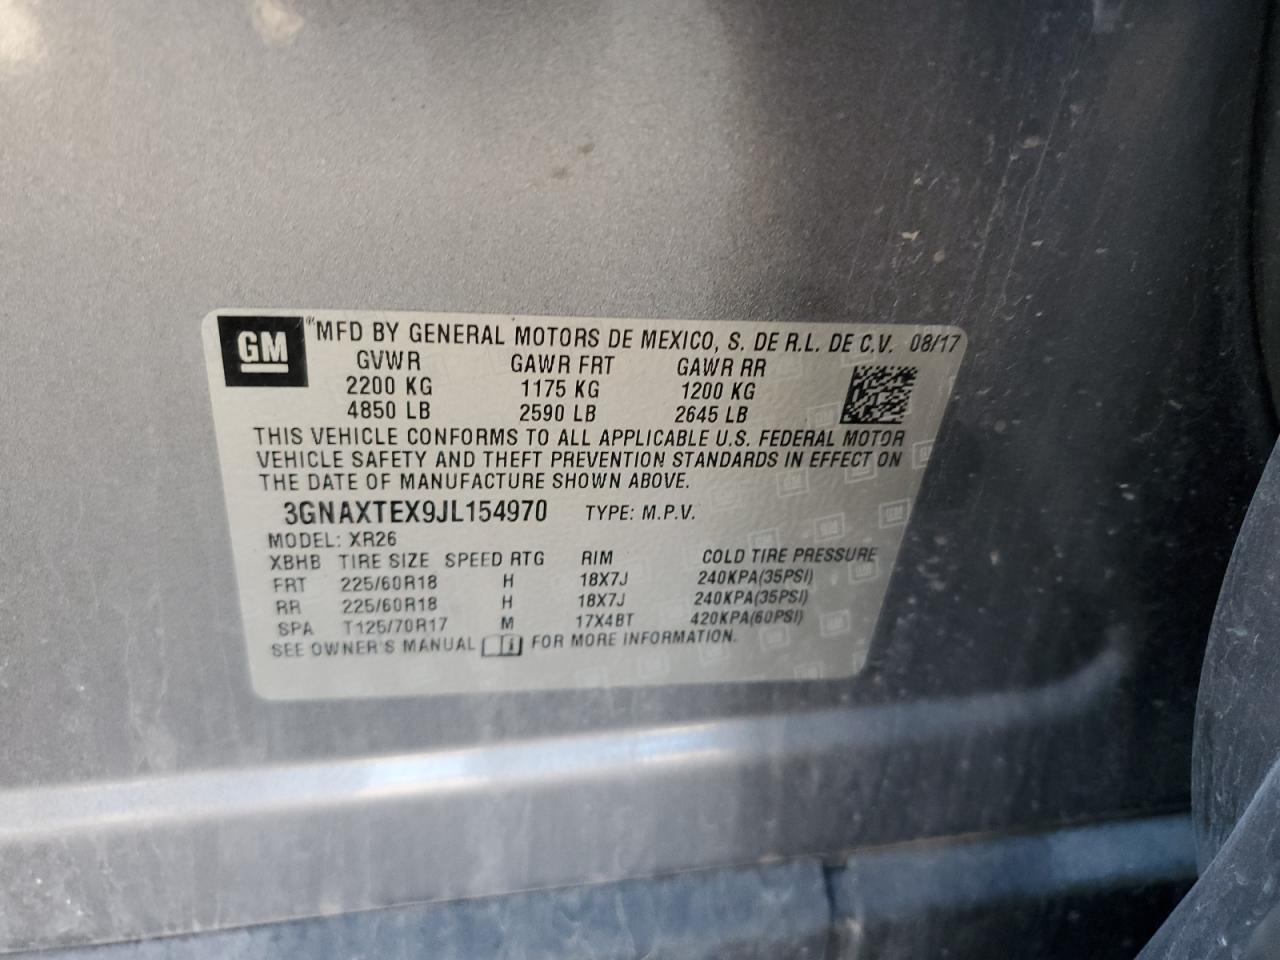 GM "MFD BY GENERAL MOTORS DE MEXICO, S. DE R.L. DE C.V. 08/17
GVWR GAWR FRT GAWR RR
2200 KG 1175 KG 1200 KG
4850 LB 2590 LB 2645 LB
THIS VEHICLE CONFORMS TO ALL APPLICABLE U.S. FEDERAL MOTOR
VEHICLE SAFETY AND THEFT PREVENTION STANDARDS IN EFFECT ON
THE DATE OF MANUFACTURE SHOWN ABOVE.
3GNAXTEX9JL154970 TYPE: M.P.V.
MODEL: XR26
XBHB TIRE SIZE SPEED RTG RIM COLD TIRE PRESSURE
FRT 225/60R18 H 18X7J 240KPA(35PSI)
RR 225/60R18 H 18X7J 240KPA(35PSI)
SPA T125/70R17 M 17X4BT 420KPA(60PSI)
SEE OWNER'S MANUAL FOR MORE INFORMATION.